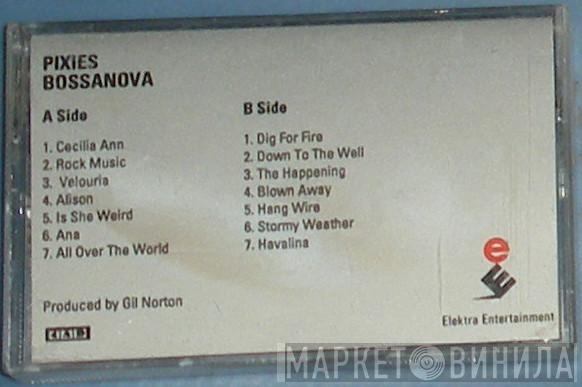 PIXIES
BOSSANOVA
A Side
1. Cecilia Ann
2. Rock Music
3. Velouria
4. Alison
5. Is She Weird
6. Ana
7. All Over The World
B Side
1. Dig For Fire
2. Down To The Well
3. The Happening
4. Blown Away
5. Hang Wire
6. Stormy Weather
7. Havalina
Produced by Gil Norton
Elektra Entertainment
МАРКЕТ ВИНИЛА